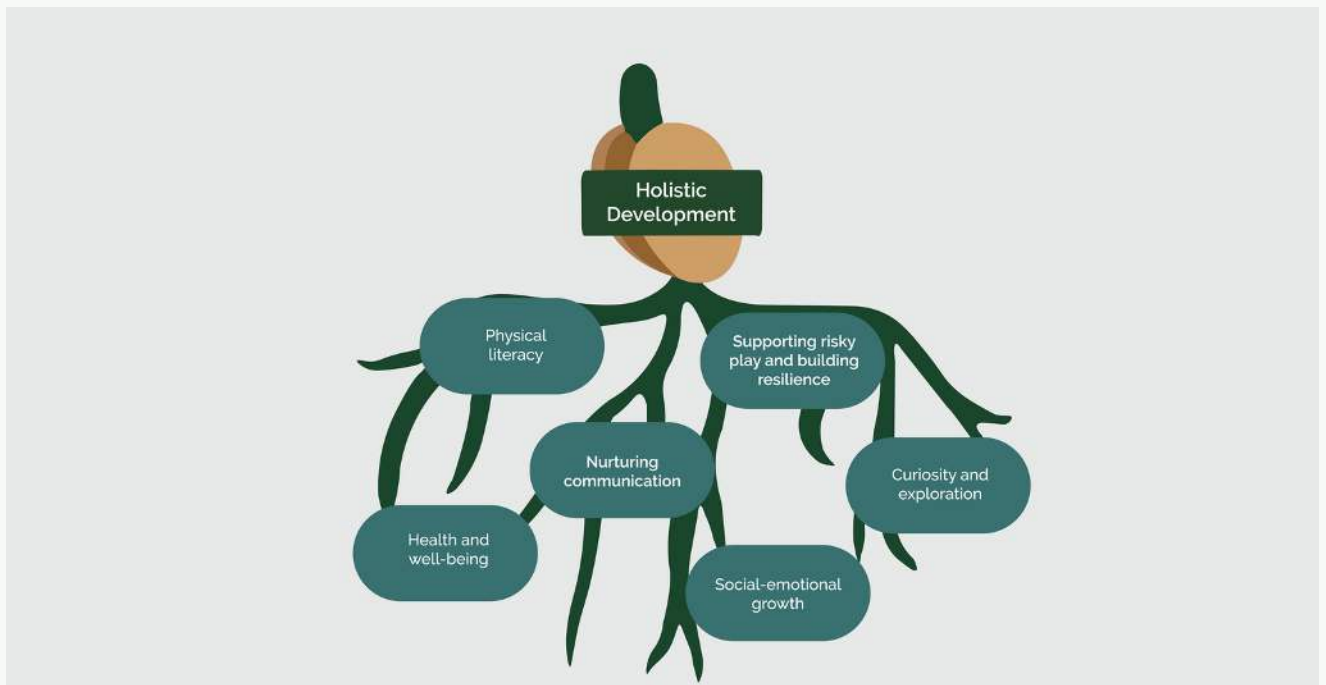 Holistic
Development
Physical
literacy
Supporting risky
play and building
resilience
Nurturing
communication
Curiosity and
exploration
Health and
well-being
Social-emotional
growth